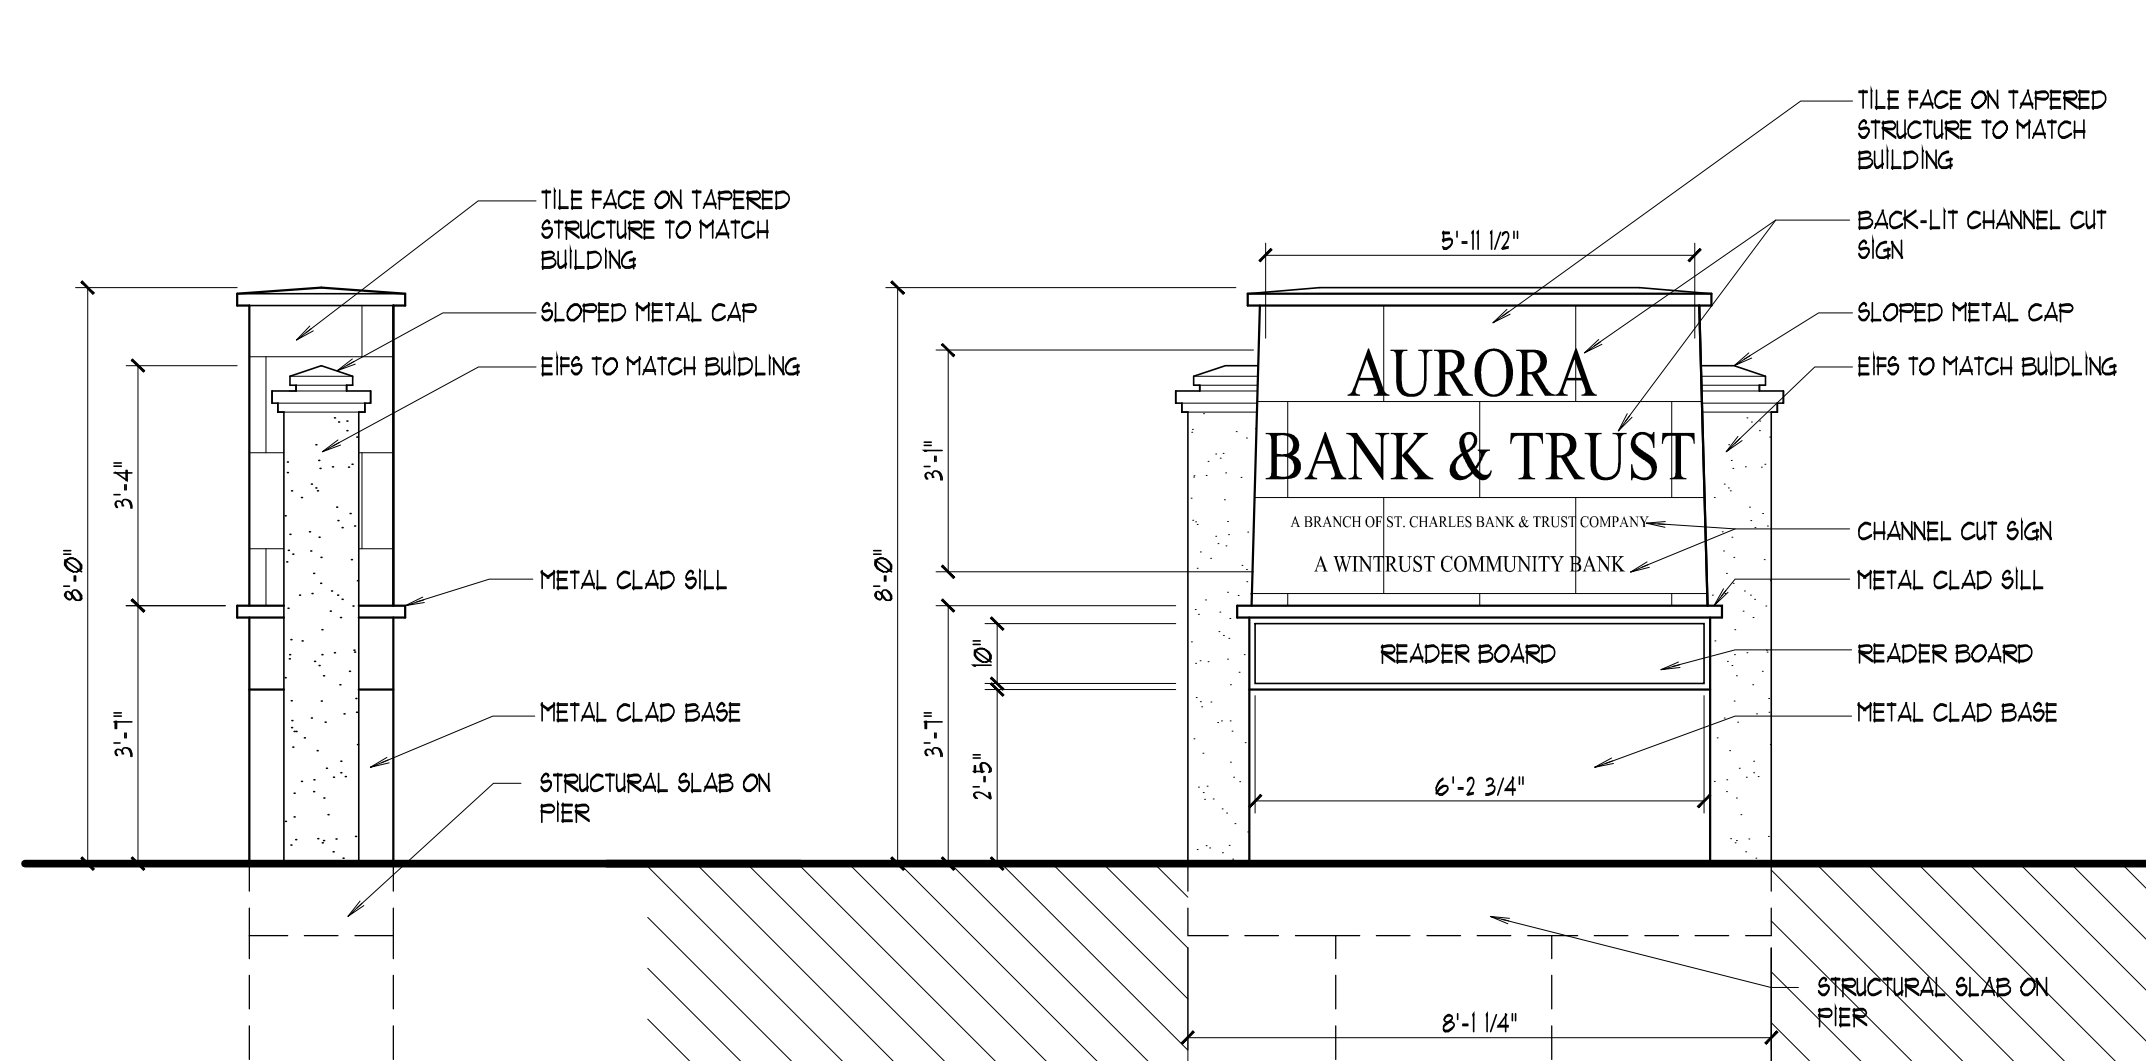 TILE FACE ON TAPERED
STRUCTURE TO MATCH
BUILDING
SLOPED METAL CAP
EIFS TO MATCH BUIDLING
METAL CLAD SILL
METAL CLAD BASE
STRUCTURAL SLAB ON
PIER
8'-0"
3'-4"
3'-7"
5'-11 1/2"
AURORA
BANK & TRUST
A BRANCH OF ST. CHARLES BANK & TRUST COMPANY
A WINTRUST COMMUNITY BANK
READER BOARD
6'-2 3/4"
8'-1 1/4"
8'-0"
3'-1"
3'-7"
10"
2'-5"
TILE FACE ON TAPERED
STRUCTURE TO MATCH
BUILDING
BACK-LIT CHANNEL CUT
SIGN
SLOPED METAL CAP
EIFS TO MATCH BUIDLING
CHANNEL CUT SIGN
METAL CLAD SILL
READER BOARD
METAL CLAD BASE
STRUCTURAL SLAB ON
PIER